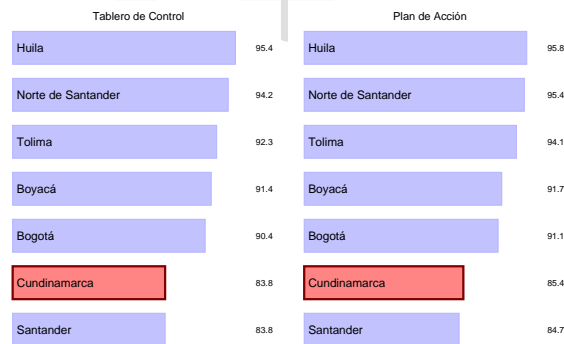 Tablero de Control
Huila 95.4
Norte de Santander 94.2
Tolima 92.3
Boyacá 91.4
Bogotá 90.4
Cundinamarca 83.8
Santander 83.8
Plan de Acción
Huila 95.8
Norte de Santander 95.4
Tolima 94.1
Boyacá 91.7
Bogotá 91.1
Cundinamarca 85.4
Santander 84.7